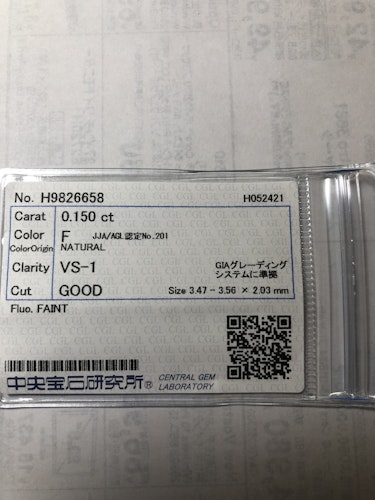 No. H9826658 H052421
Carat 0.150 ct
Color F JJA/AGL認定No.201
ColorOrigin NATURAL
Clarity VS-1 GIAグレーディング
システムに準拠
Cut GOOD Size 3.47 - 3.56 × 2.03 mm
Fluo. FAINT
中央宝石研究所® CENTRAL GEM
LABORATORY